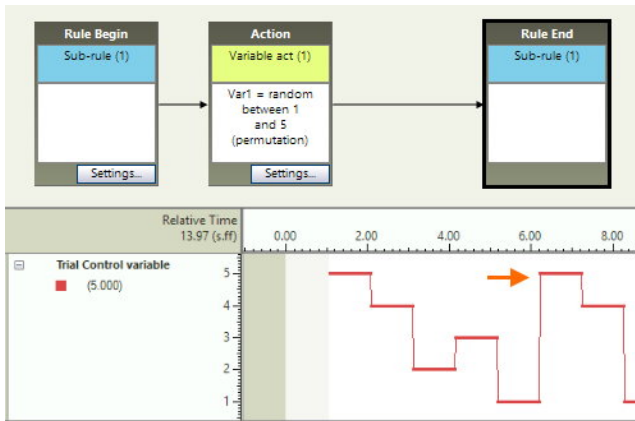 Rule Begin
Sub-rule (1)
Settings...
Action
Variable act (1)
Var1 = random
between 1
and 5
(permutation)
Settings...
Rule End
Sub-rule (1)
Relative Time
13.97 (s.ff)
0.00 2.00 4.00 6.00 8.00
Trial Control variable
(5.000)
5
4
3
2
1